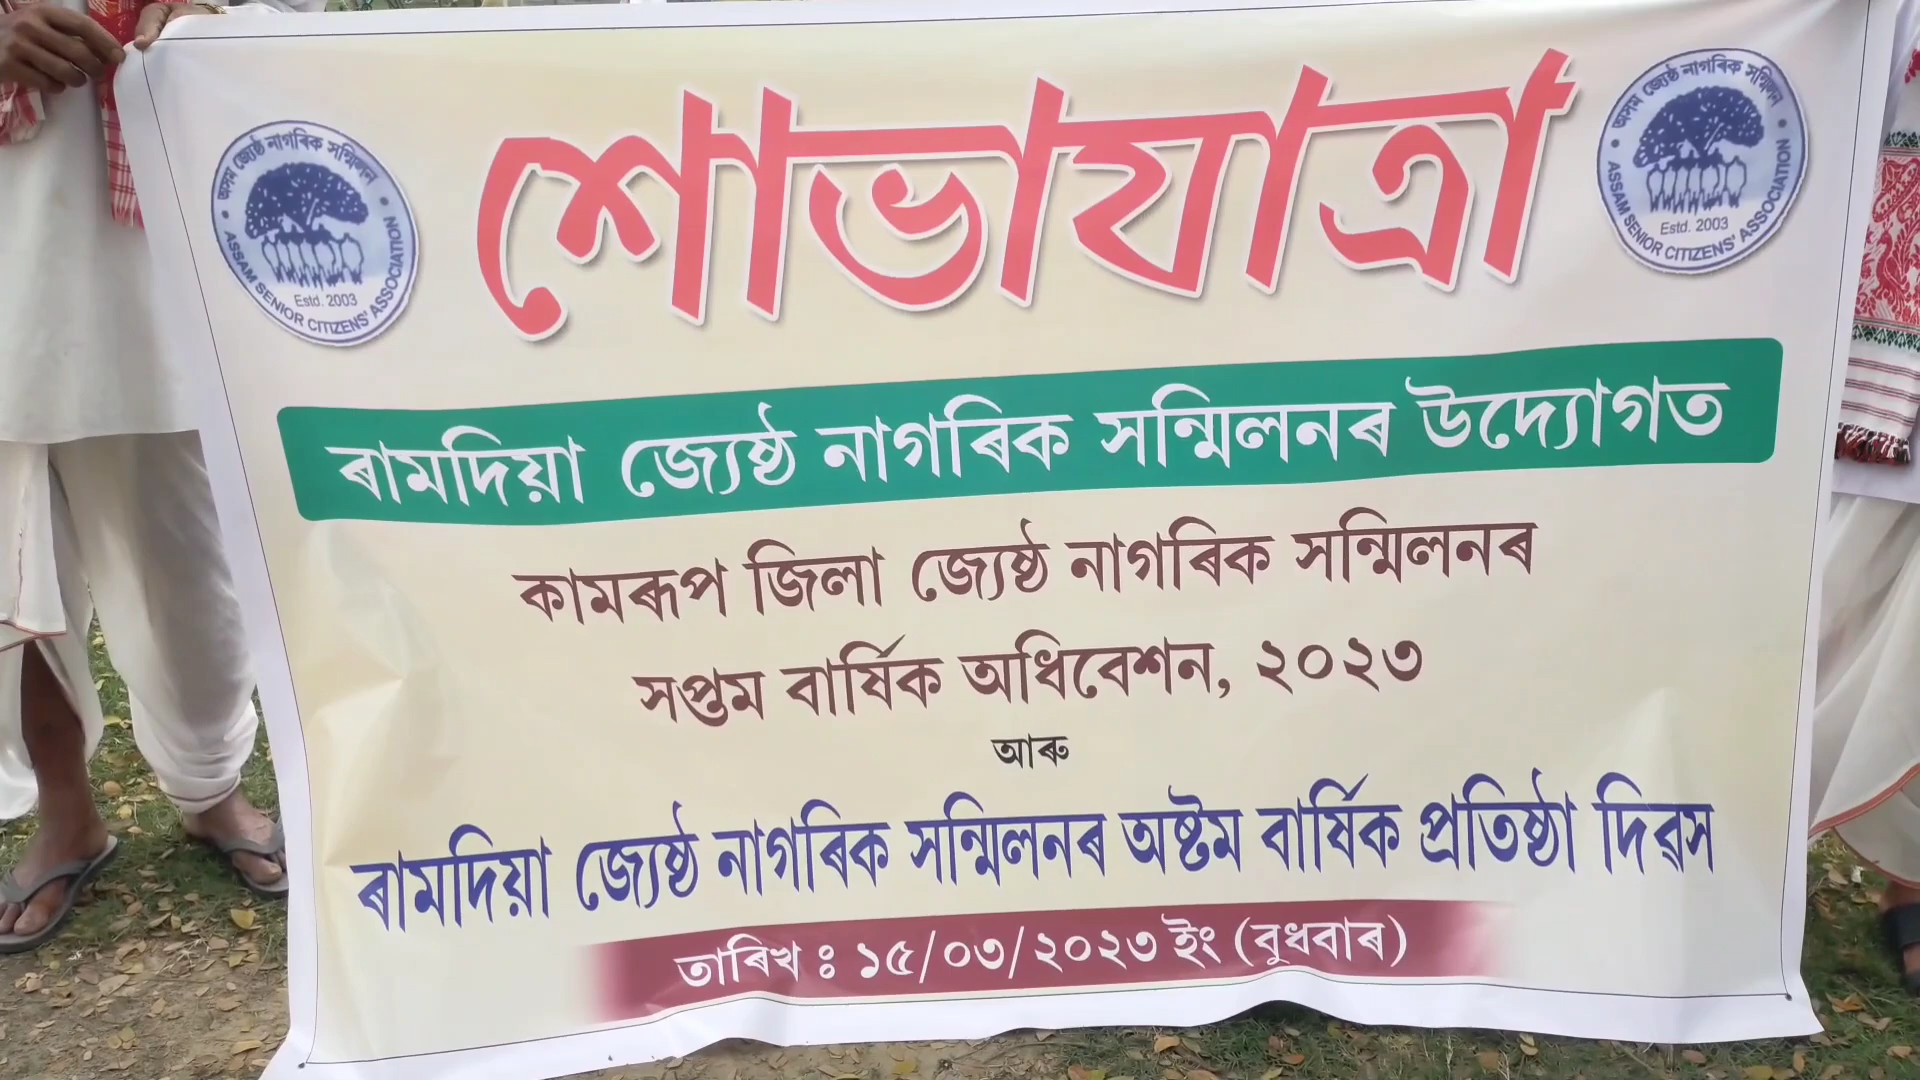 শোভাযাত্ৰা
অসম জ্যেষ্ঠ নাগৰিক সন্মিলন
Estd. 2003
ASSAM SENIOR CITIZENS' ASSOCIATION
অসম জ্যেষ্ঠ নাগৰিক সন্মিলন
Estd. 2003
ASSAM SENIOR CITIZENS' ASSOCIATION
ৰামদিয়া জ্যেষ্ঠ নাগৰিক সন্মিলনৰ উদ্যোগত
কামৰূপ জিলা জ্যেষ্ঠ নাগৰিক সন্মিলনৰ
সপ্তম বাৰ্ষিক অধিবেশন, ২০২৩
আৰু
ৰামদিয়া জ্যেষ্ঠ নাগৰিক সন্মিলনৰ অষ্টম বাৰ্ষিক প্ৰতিষ্ঠা দিৱস
তাৰিখ ঃ ১৫/০৩/২০২৩ ইং (বুধবাৰ)